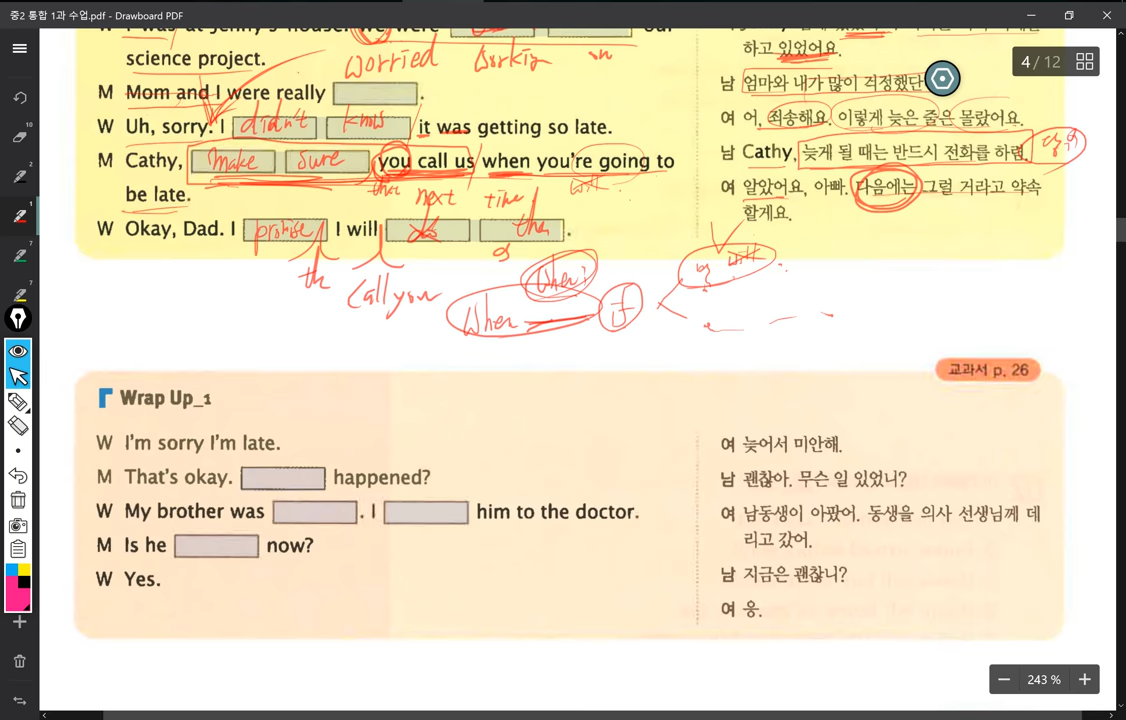 중2 통합 1과 수업.pdf - Drawboard PDF
4 / 12
science project.
worried working on
M Mom and I were really .
W Uh, sorry. I didn't know it was getting so late.
M Cathy, make sure you call us when you're going to
be late.
that next time
W Okay, Dad. I promise I will do that.
th call you
when if
하고 있었어요.
남 엄마와 내가 많이 걱정했단
여 어, 죄송해요. 이렇게 늦은 줄은 몰랐어요.
남 Cathy, 늦게 될 때는 반드시 전화를 하렴.
여 알았어요, 아빠. 다음에는 그럴 거라고 약속
할게요.
교과서 p. 26
Wrap Up_1
W I'm sorry I'm late.
M That's okay. happened?
W My brother was . I him to the doctor.
M Is he now?
W Yes.
여 늦어서 미안해.
남 괜찮아. 무슨 일 있었니?
여 남동생이 아팠어. 동생을 의사 선생님께 데
리고 갔어.
남 지금은 괜찮니?
여 응.
243 %